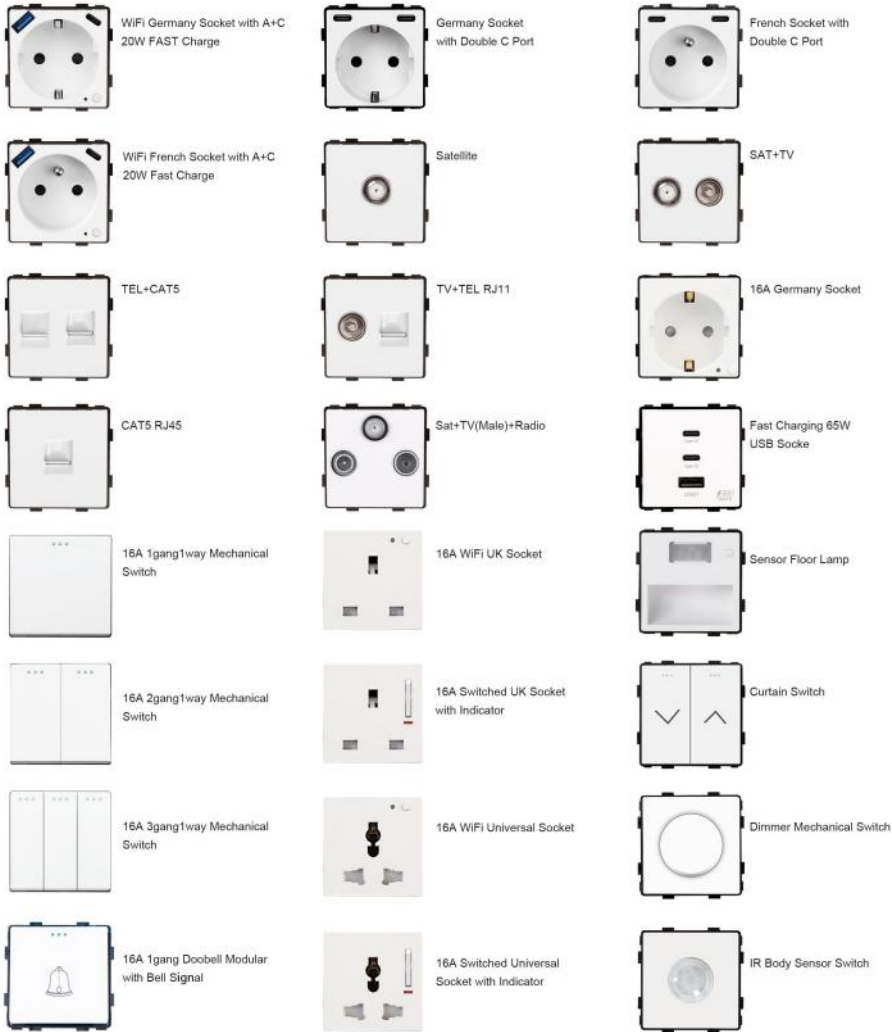 WiFi Germany Socket with A+C
20W FAST Charge
Germany Socket
with Double C Port
French Socket with
Double C Port
WiFi French Socket with A+C
20W Fast Charge
Satellite
SAT+TV
TEL+CAT5
TV+TEL RJ11
16A Germany Socket
CAT5 RJ45
Sat+TV(Male)+Radio
Fast Charging 65W
USB Socke
16A 1gang1way Mechanical
Switch
16A WiFi UK Socket
Sensor Floor Lamp
16A 2gang1way Mechanical
Switch
16A Switched UK Socket
with Indicator
Curtain Switch
16A 3gang1way Mechanical
Switch
16A WiFi Universal Socket
Dimmer Mechanical Switch
16A 1gang Doobell Modular
with Bell Signal
16A Switched Universal
Socket with Indicator
IR Body Sensor Switch